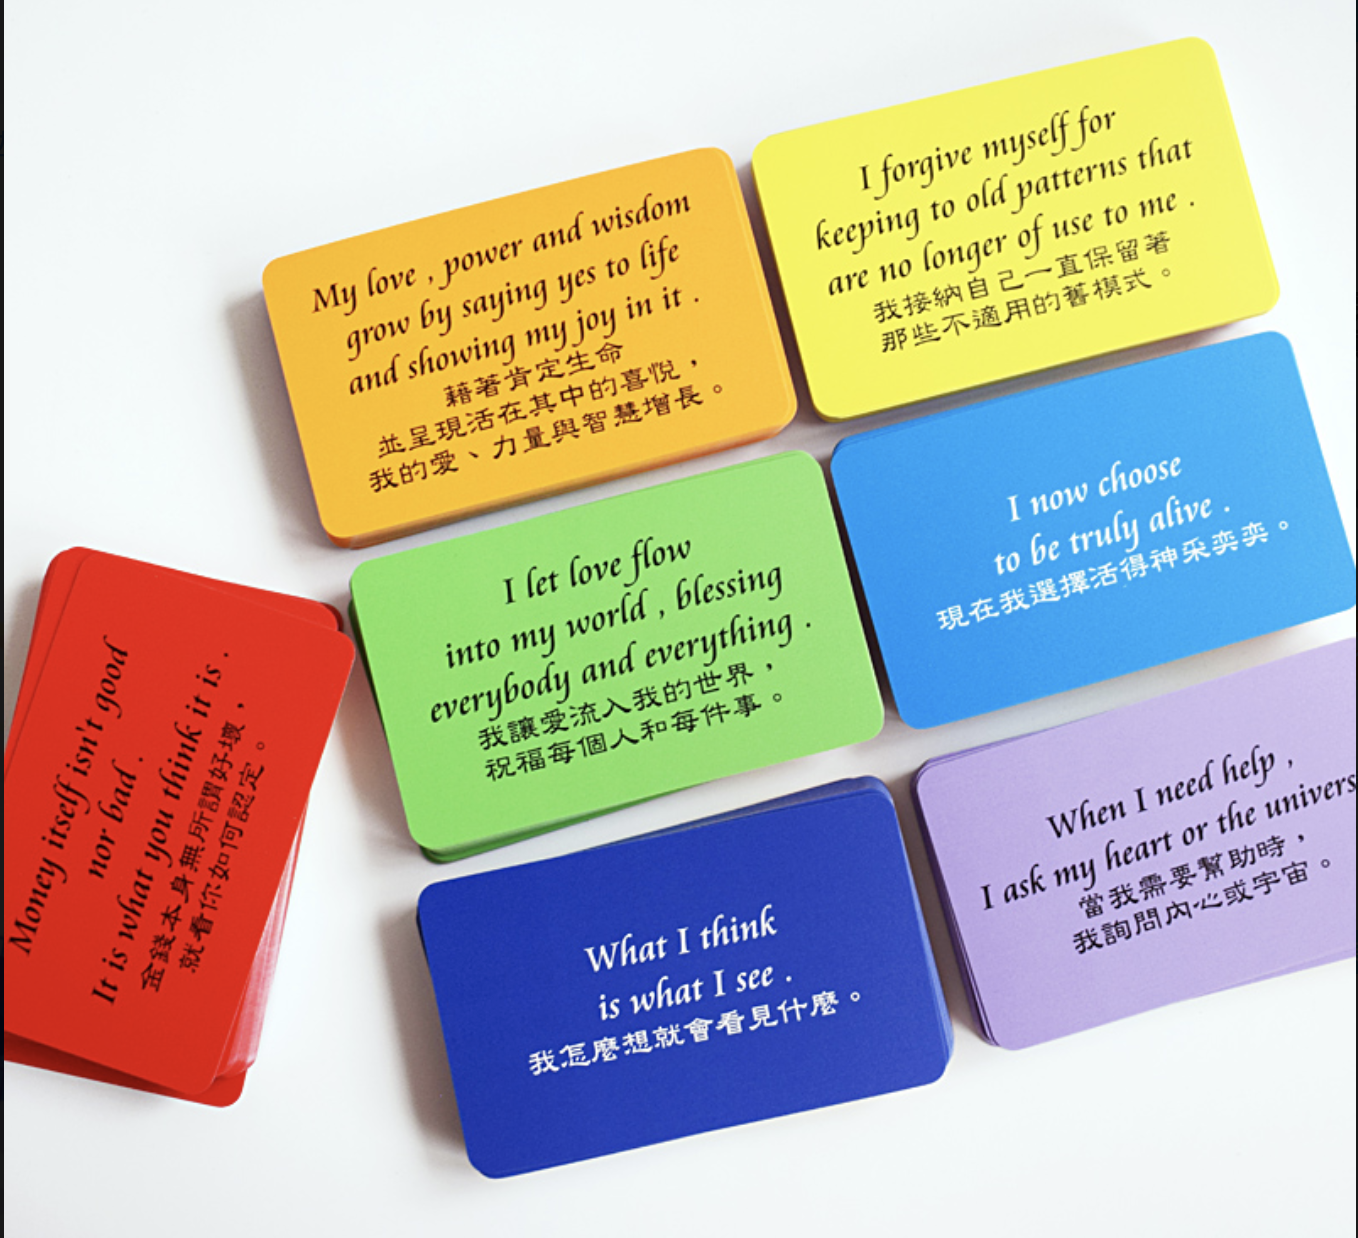 My love , power and wisdom
grow by saying yes to life
and showing my joy in it .
藉著肯定生命
並呈現活在其中的喜悅，
我的愛、力量與智慧增長。
I forgive myself for
keeping to old patterns that
are no longer of use to me .
我接納自己一直保留著
那些不適用的舊模式。
I let love flow
into my world , blessing
everybody and everything .
我讓愛流入我的世界，
祝福每個人和每件事。
I now choose
to be truly alive .
現在我選擇活得神采奕奕。
Money itself isn't good
nor bad .
It is what you think it is .
金錢本身無所謂好壞，
就看你如何認定。
What I think
is what I see .
我怎麼想就會看見什麼。
When I need help ,
I ask my heart or the univers
當我需要幫助時，
我詢問內心或宇宙。